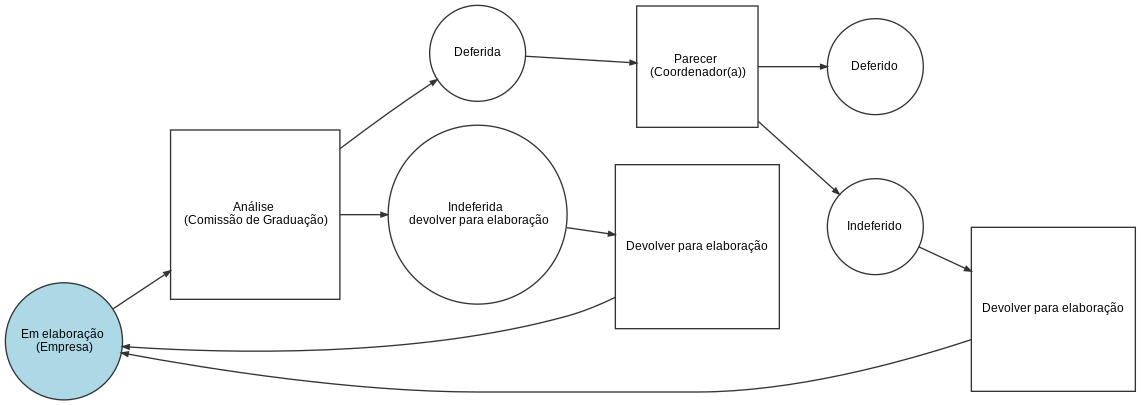 Deferida
Parecer
(Coordenador(a))
Deferido
Análise
(Comissão de Graduação)
Indeferida
devolver para elaboração
Devolver para elaboração
Indeferido
Devolver para elaboração
Em elaboração
(Empresa)